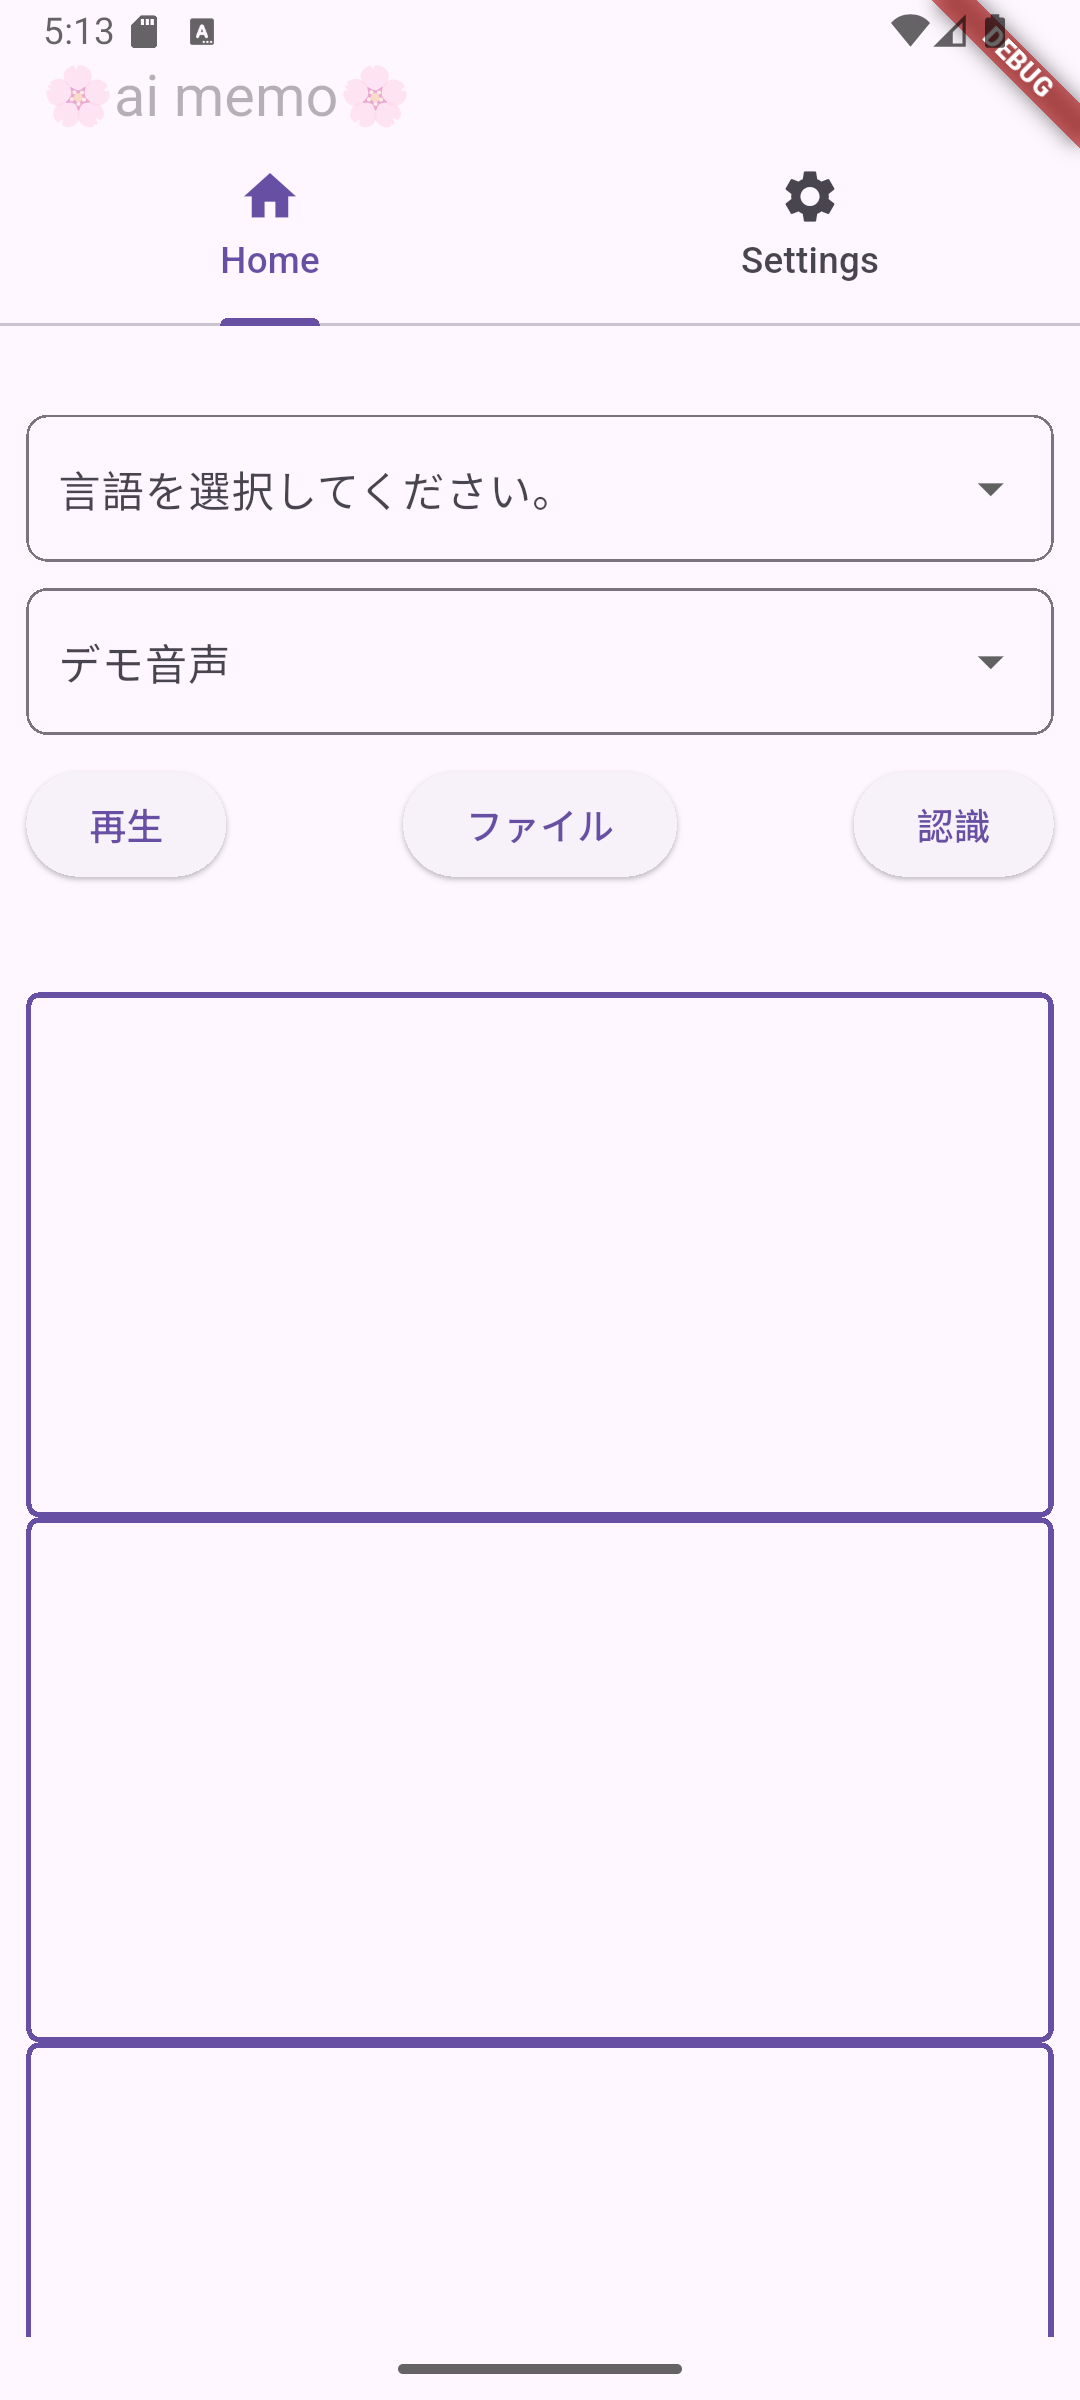 5:13
DEBUG
🌸ai memo🌸
Home
Settings
言語を選択してください。
デモ音声
再生
ファイル
認識